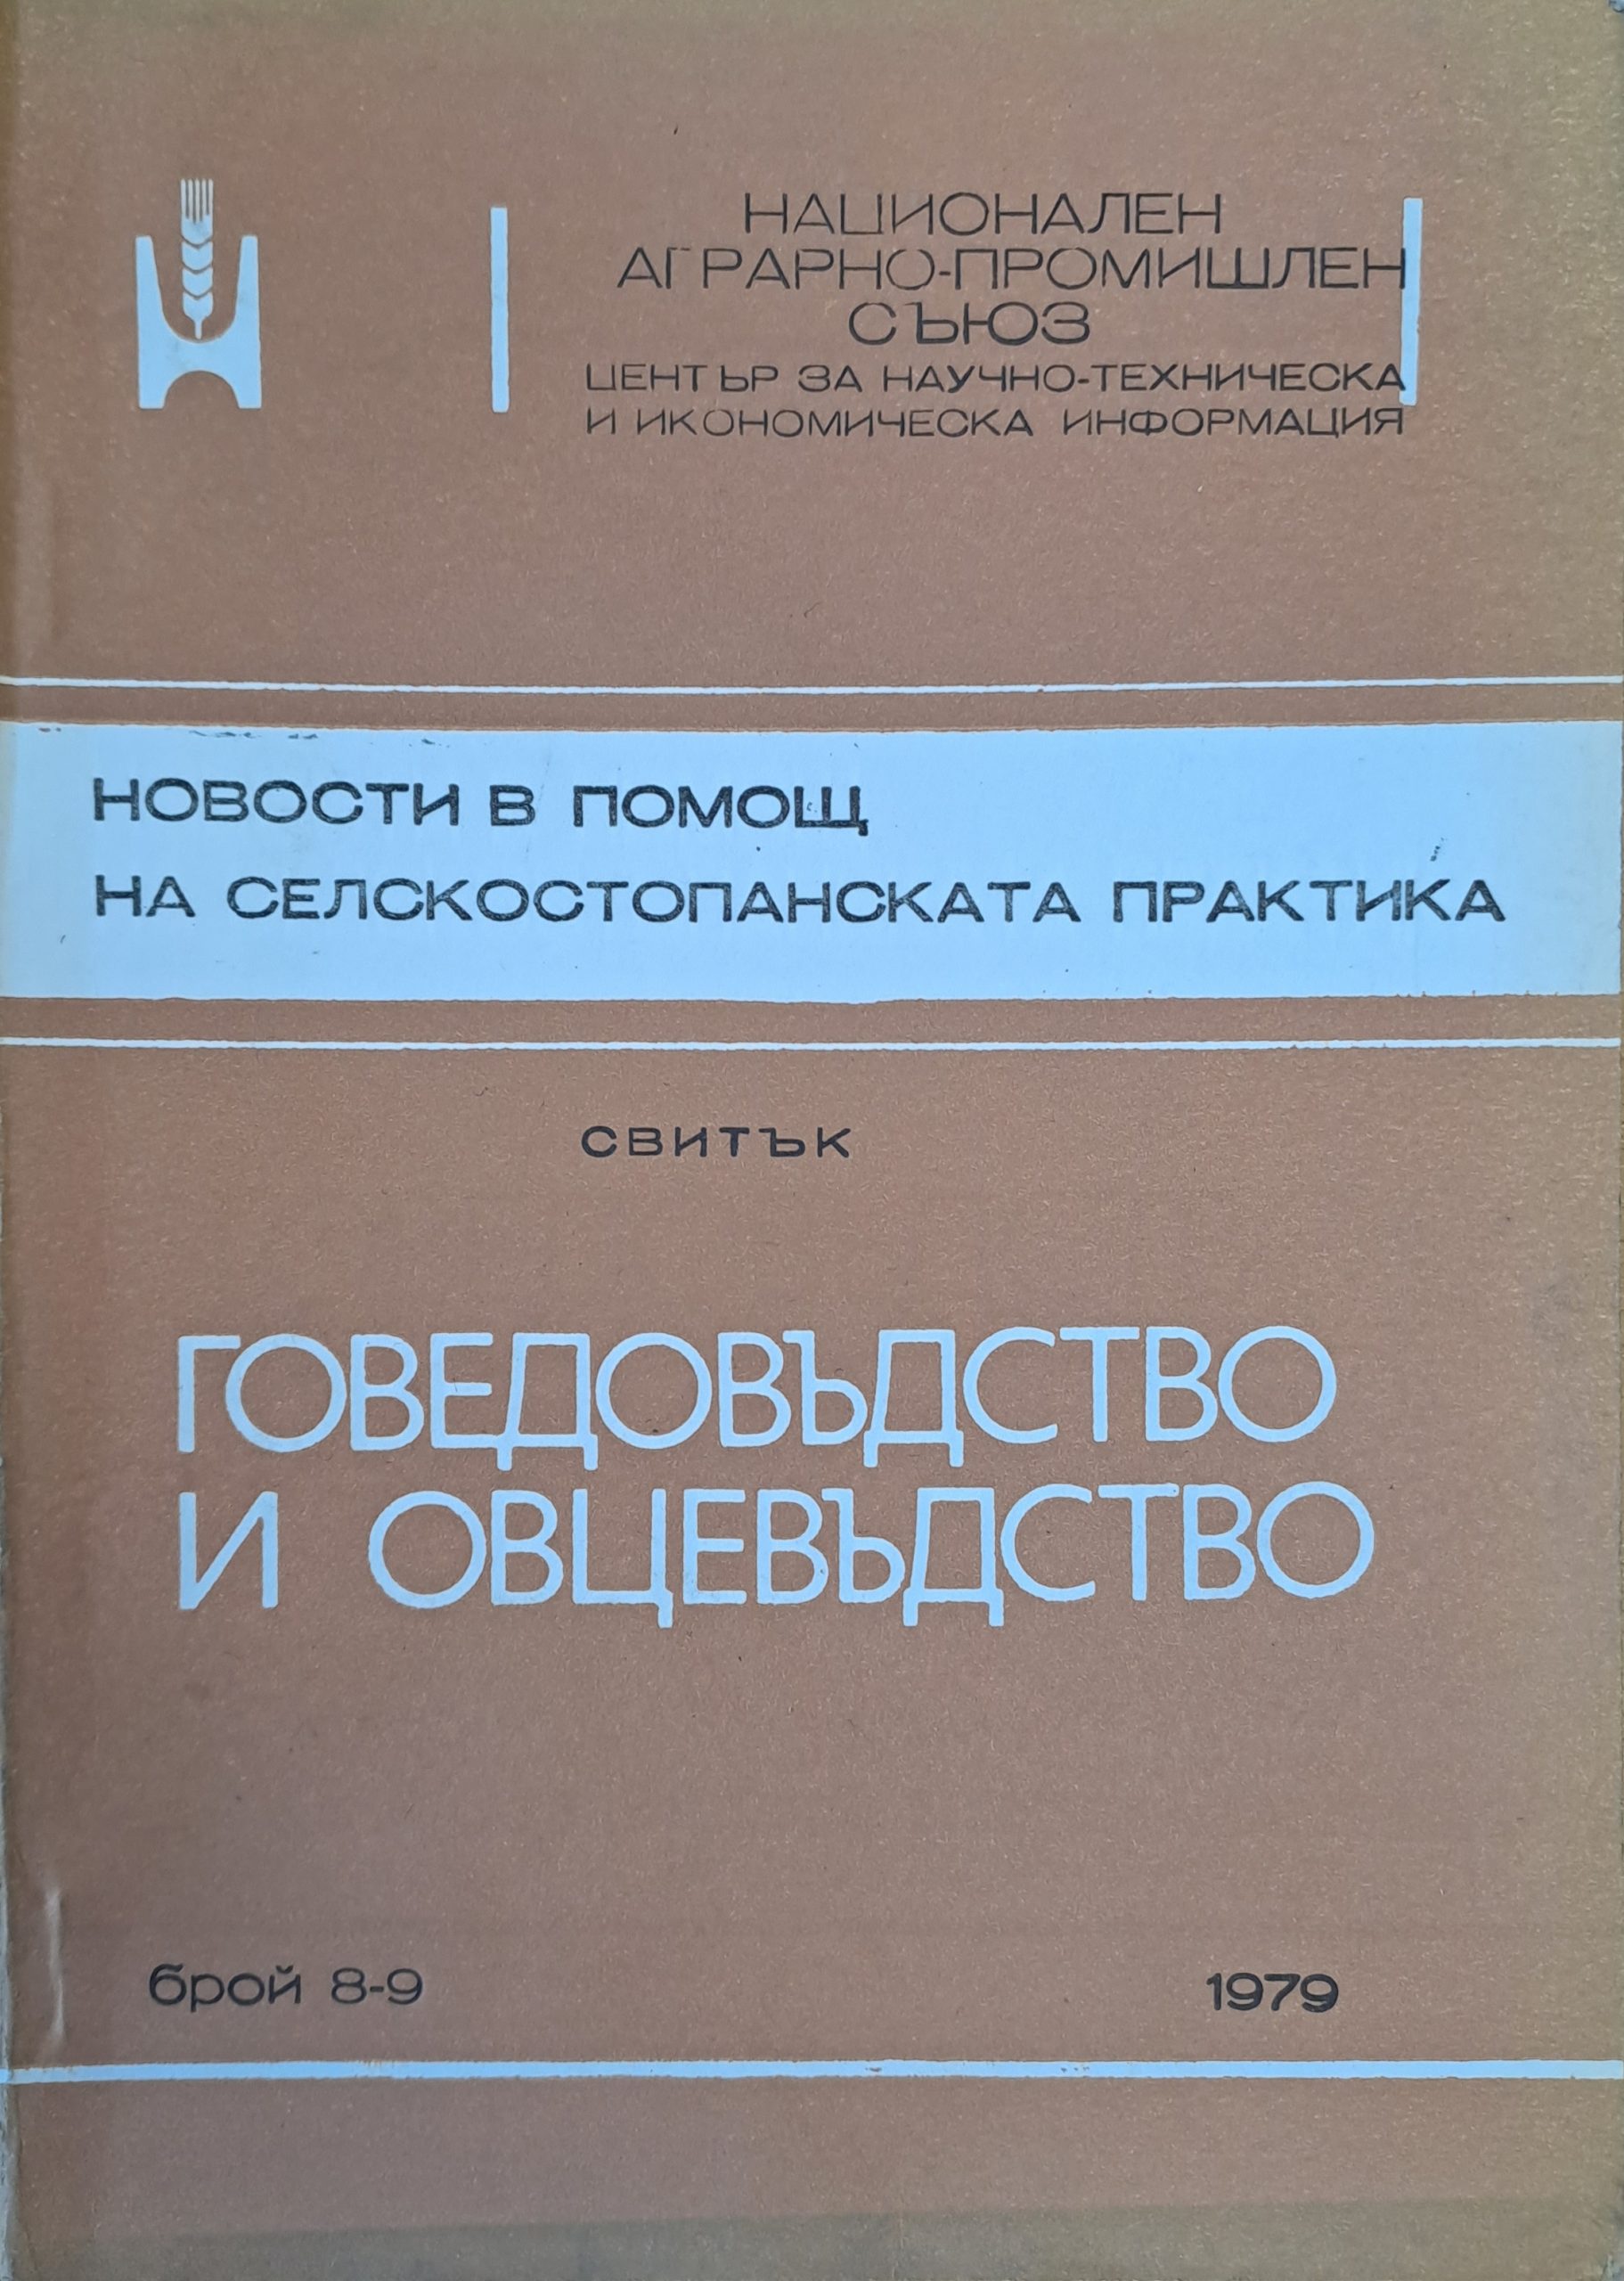 НАЦИОНАЛЕН
АГРАРНО-ПРОМИШЛЕН
СЪЮЗ
ЦЕНТЪР ЗА НАУЧНО-ТЕХНИЧЕСКА
И ИКОНОМИЧЕСКА ИНФОРМАЦИЯ
НОВОСТИ В ПОМОЩ
НА СЕЛСКОСТОПАНСКАТА ПРАКТИКА
СВИТЪК
ГОВЕДОВЪДСТВО
И ОВЦЕВЪДСТВО
брой 8-9
1979